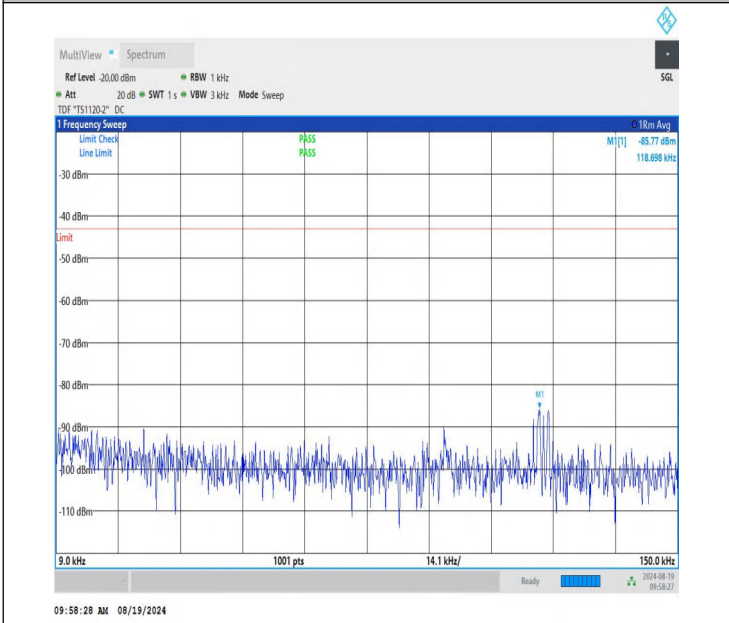 R&S
MultiView Spectrum
Ref Level -20.00 dBm RBW 1 kHz SGL
Att 20 dB SWT 1 s VBW 3 kHz Mode Sweep
TDF "TS1120-2" DC
1 Frequency Sweep 1Rm Avg
Limit Check PASS M1[1] -85.77 dBm
Line Limit PASS 118.698 kHz
-30 dBm
-40 dBm
Limit
-50 dBm
-60 dBm
-70 dBm
-80 dBm
M1
-90 dBm
-100 dBm
-110 dBm
9.0 kHz 1001 pts 14.1 kHz/ 150.0 kHz
Ready 2024-08-19
09:58:27
09:58:28 AM 08/19/2024